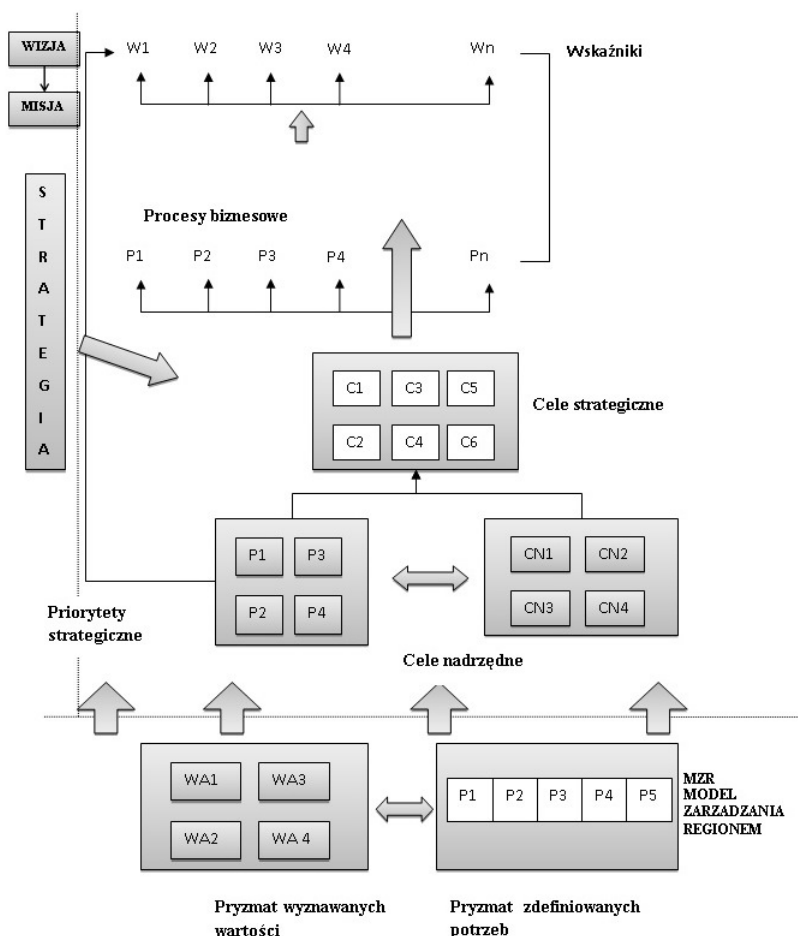 WIZJA
MISJA
S
T
R
A
T
E
G
I
A
W1 W2 W3 W4 Wn
Wskaźniki
Procesy biznesowe
P1 P2 P3 P4 Pn
C1 C3 C5
C2 C4 C6
Cele strategiczne
P1 P3
P2 P4
CN1 CN2
CN3 CN4
Priorytety
strategiczne
Cele nadrzędne
WA1 WA3
WA2 WA 4
P1 P2 P3 P4 P5
MZR
MODEL
ZARZADZANIA
REGIONEM
Pryzmat wyznawanych
wartości
Pryzmat zdefiniowanych
potrzeb